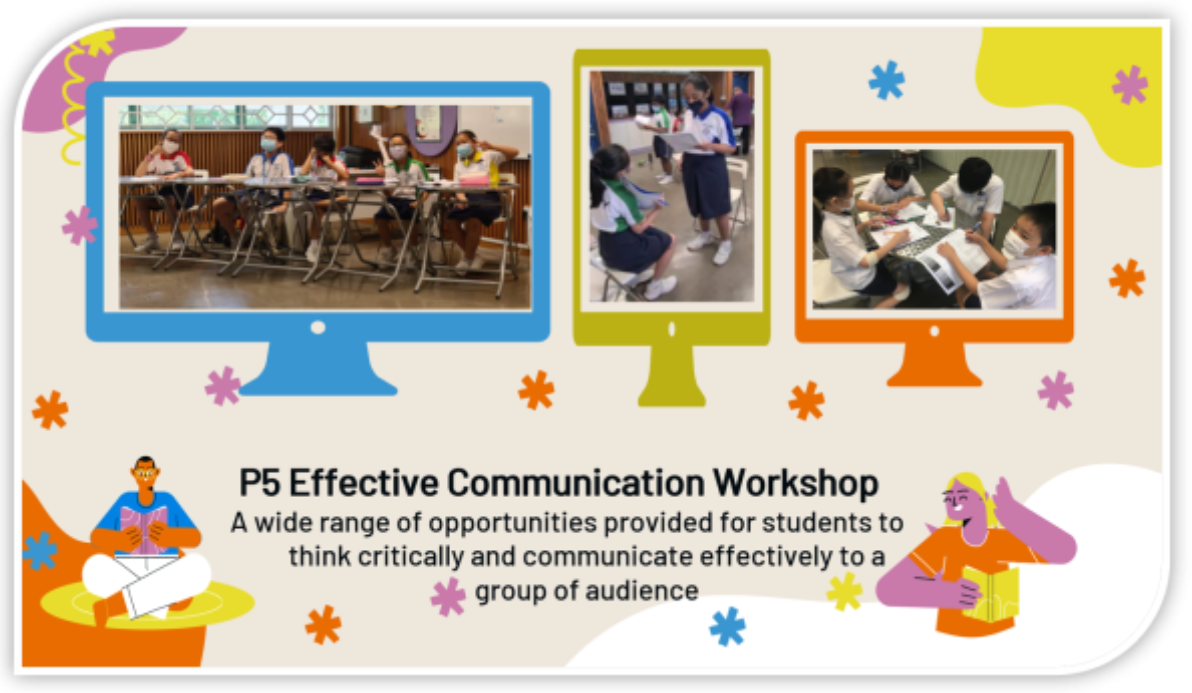 P5 Effective Communication Workshop
A wide range of opportunities provided for students to
think critically and communicate effectively to a
group of audience